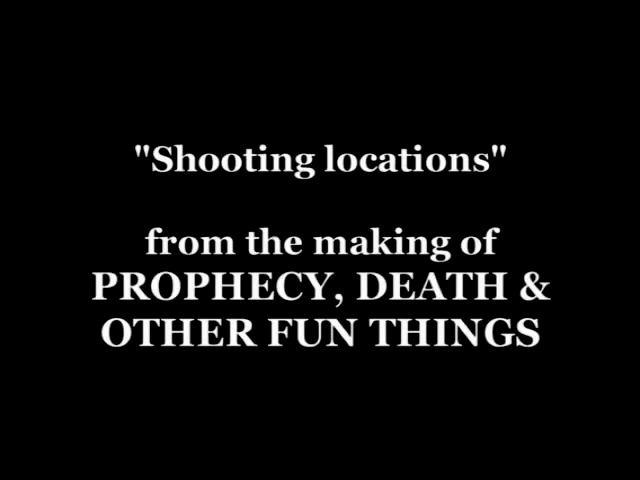 "Shooting locations"
from the making of
PROPHECY, DEATH &
OTHER FUN THINGS